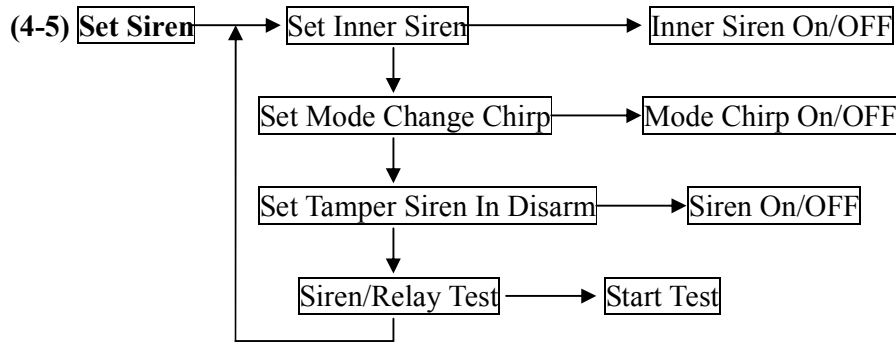 (4-5) Set Siren Set Inner Siren Inner Siren On/OFF
Set Mode Change Chirp Mode Chirp On/OFF
Set Tamper Siren In Disarm Siren On/OFF
Siren/Relay Test Start Test